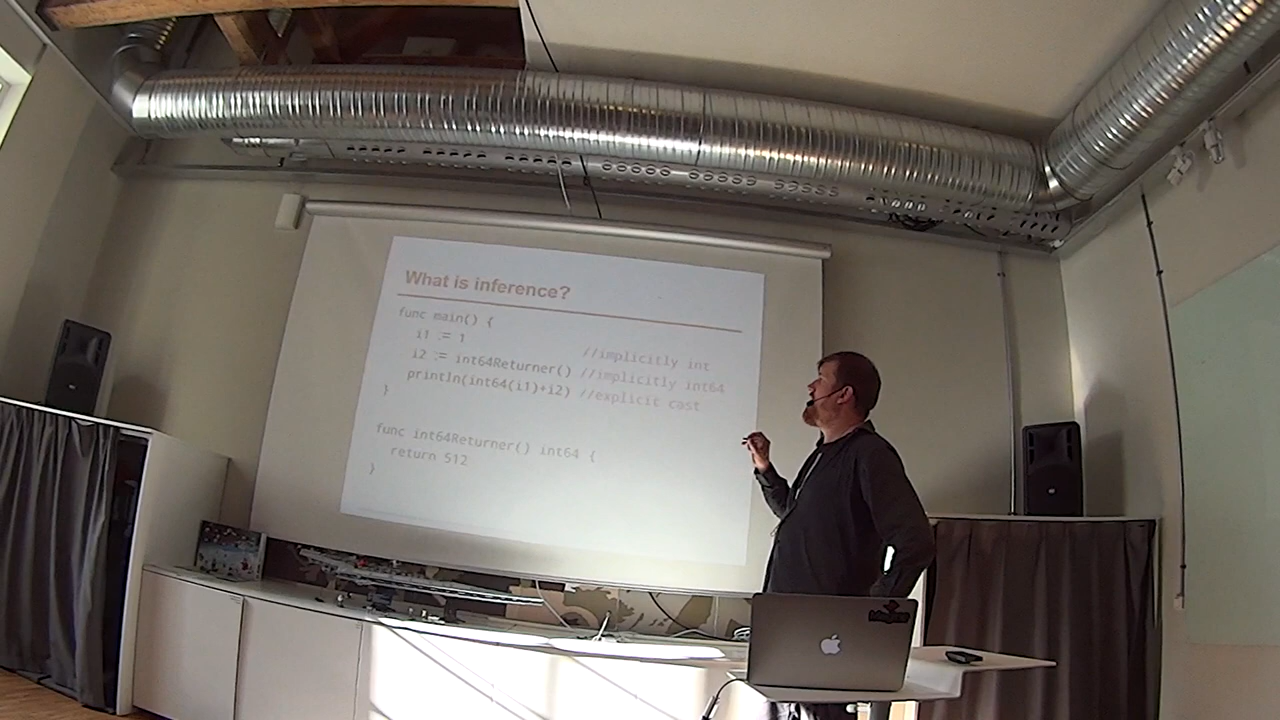 What is inference?
func main() {
i1 := 1 //implicitly int
i2 := int64Returner() //implicitly int64
println(int64(i1)+i2) //explicit cast
}
func int64Returner() int64 {
return 512
}